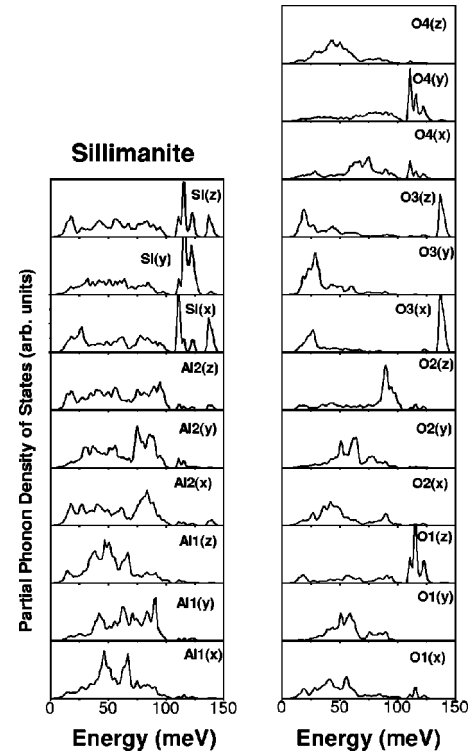 Sillimanite
Partial Phonon Density of States (arb. units)
Si(z)
Si(y)
Si(x)
Al2(z)
Al2(y)
Al2(x)
Al1(z)
Al1(y)
Al1(x)
0 50 100 150
Energy (meV)
O4(z)
O4(y)
O4(x)
O3(z)
O3(y)
O3(x)
O2(z)
O2(y)
O2(x)
O1(z)
O1(y)
O1(x)
0 50 100 150
Energy (meV)